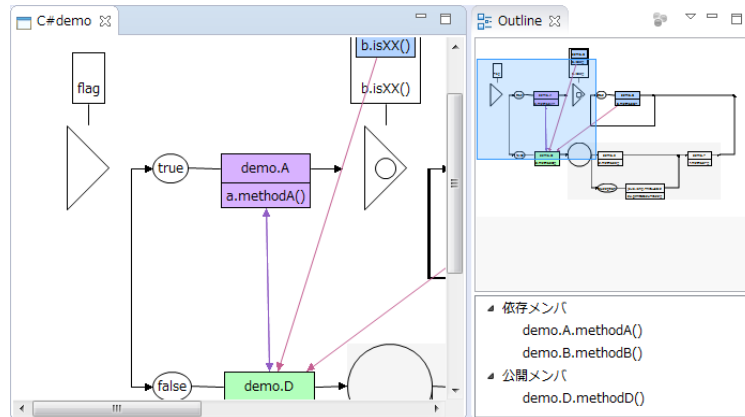 C#demo
Outline
b.isXX()
flag
b.isXX()
true
demo.A
a.methodA()
false
demo.D
依存メンバ
demo.A.methodA()
demo.B.methodB()
公開メンバ
demo.D.methodD()